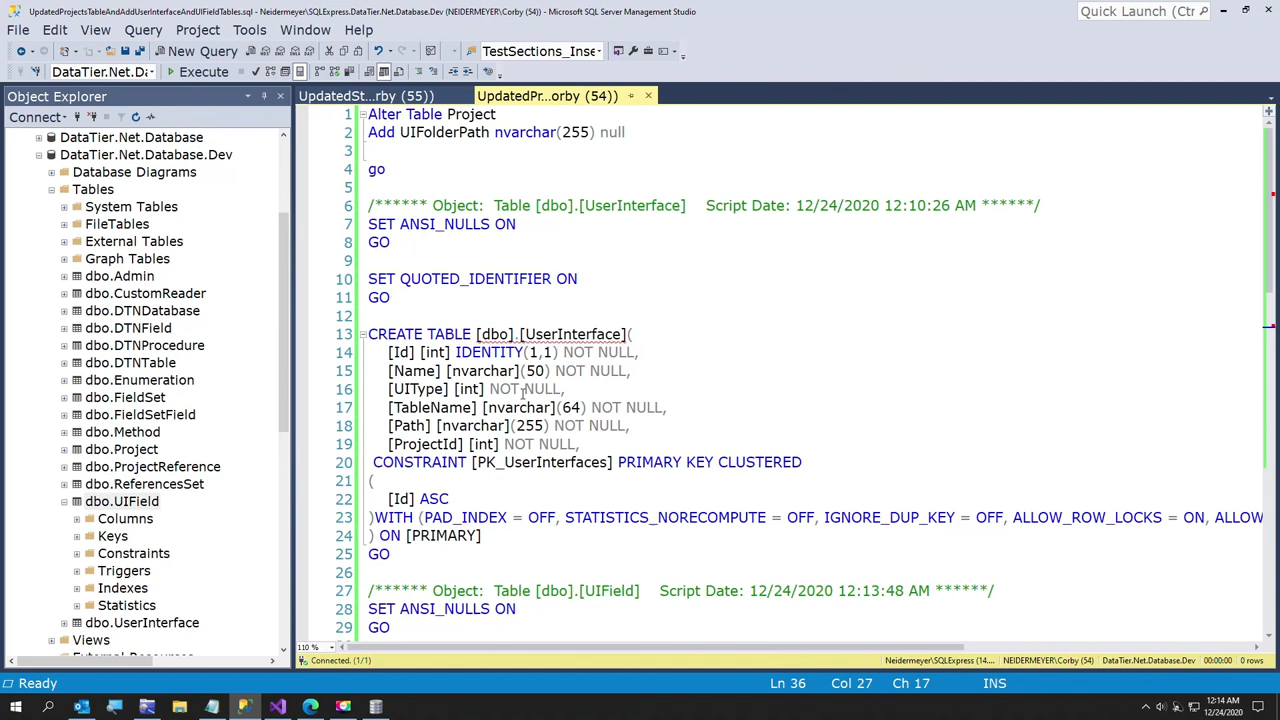 UpdatedProjectsTableAndAddUserInterfaceAndUIFieldTables.sql - Neidermeyer\SQLExpress.DataTier.Net.Database.Dev (NEIDERMEYER\Corby (54)) - Microsoft SQL Server Management Studio
Quick Launch (Ctr
File Edit View Query Project Tools Window Help
New Query
TestSections_Inse
DataTier.Net.Da
Execute
Object Explorer
UpdatedSt...rby (55))
UpdatedPr...orby (54))
Connect
DataTier.Net.Database
DataTier.Net.Database.Dev
Database Diagrams
Tables
System Tables
FileTables
External Tables
Graph Tables
dbo.Admin
dbo.CustomReader
dbo.DTNDatabase
dbo.DTNField
dbo.DTNProcedure
dbo.DTNTable
dbo.Enumeration
dbo.FieldSet
dbo.FieldSetField
dbo.Method
dbo.Project
dbo.ProjectReference
dbo.ReferencesSet
dbo.UIField
Columns
Keys
Constraints
Triggers
Indexes
Statistics
dbo.UserInterface
Views
1 Alter Table Project
2 Add UIFolderPath nvarchar(255) null
3
4 go
5
6 /****** Object: Table [dbo].[UserInterface] Script Date: 12/24/2020 12:10:26 AM ******/
7 SET ANSI_NULLS ON
8 GO
9
10 SET QUOTED_IDENTIFIER ON
11 GO
12
13 CREATE TABLE [dbo].[UserInterface](
14 [Id] [int] IDENTITY(1,1) NOT NULL,
15 [Name] [nvarchar](50) NOT NULL,
16 [UIType] [int] NOT NULL,
17 [TableName] [nvarchar](64) NOT NULL,
18 [Path] [nvarchar](255) NOT NULL,
19 [ProjectId] [int] NOT NULL,
20 CONSTRAINT [PK_UserInterfaces] PRIMARY KEY CLUSTERED
21 (
22 [Id] ASC
23 )WITH (PAD_INDEX = OFF, STATISTICS_NORECOMPUTE = OFF, IGNORE_DUP_KEY = OFF, ALLOW_ROW_LOCKS = ON, ALLOW
24 ) ON [PRIMARY]
25 GO
26
27 /****** Object: Table [dbo].[UIField] Script Date: 12/24/2020 12:13:48 AM ******/
28 SET ANSI_NULLS ON
29 GO
110 %
Connected. (1/1)
Neidermeyer\SQLExpress (14....
NEIDERMEYER\Corby (54)
DataTier.Net.Database.Dev
00:00:00
0 rows
Ready
Ln 36
Col 27
Ch 17
INS
12:14 AM
12/24/2020